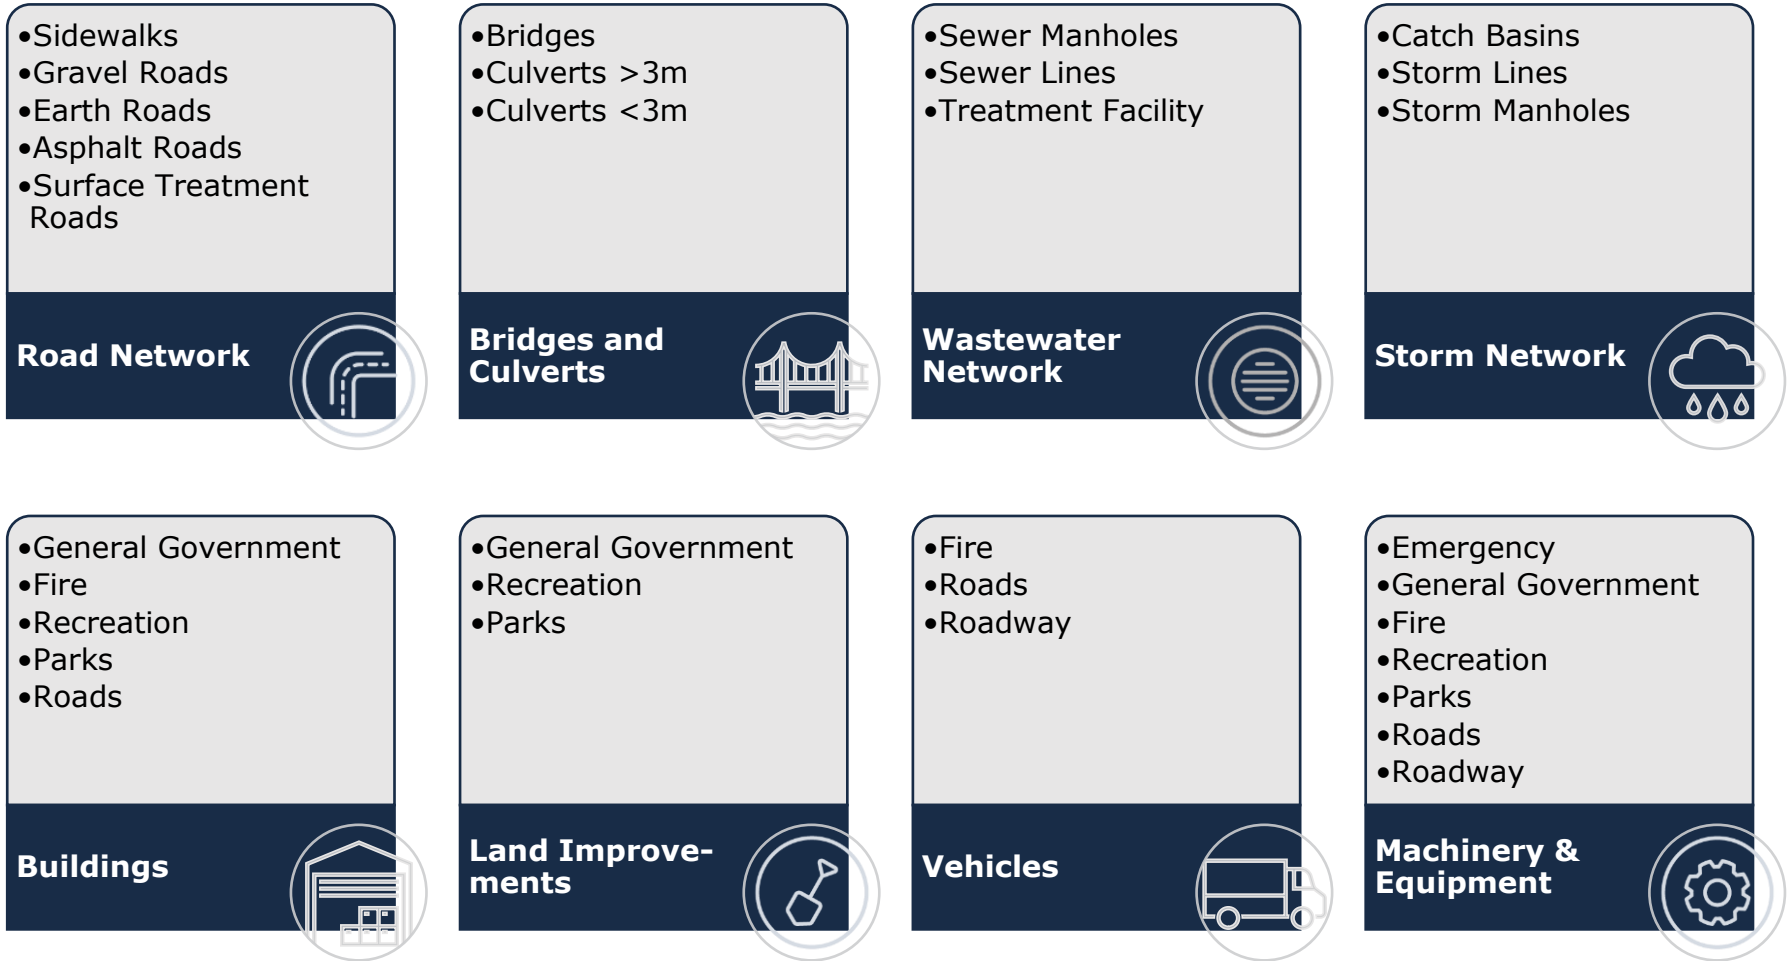 •Sidewalks
•Gravel Roads
•Earth Roads
•Asphalt Roads
•Surface Treatment
Roads
Road Network
•Bridges
•Culverts >3m
•Culverts <3m
Bridges and
Culverts
•Sewer Manholes
•Sewer Lines
•Treatment Facility
Wastewater
Network
•Catch Basins
•Storm Lines
•Storm Manholes
Storm Network
•General Government
•Fire
•Recreation
•Parks
•Roads
Buildings
•General Government
•Recreation
•Parks
Land Improve-
ments
•Fire
•Roads
•Roadway
Vehicles
•Emergency
•General Government
•Fire
•Recreation
•Parks
•Roads
•Roadway
Machinery &
Equipment